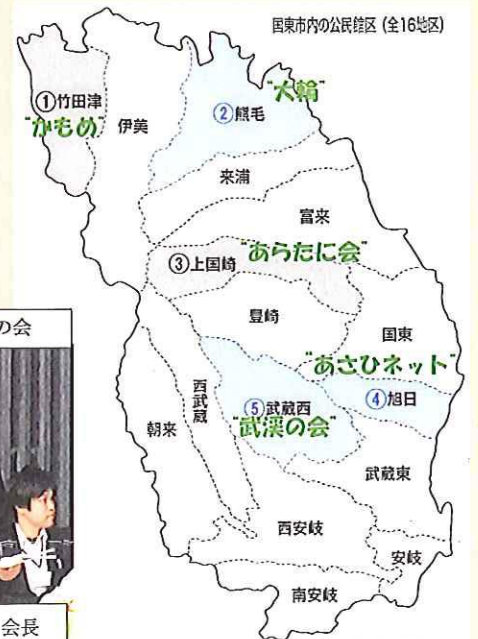 国東市内の公民館区（全16地区）
①竹田津
"かもめ"
伊美
②熊毛
"大輪"
来浦
富来
③上国崎
"あらたに会"
豊崎
国東
"あさひネット"
④旭日
西武蔵
⑤武蔵西
"武渓の会"
朝来
武蔵東
西安岐
安岐
南安岐
の会
会長